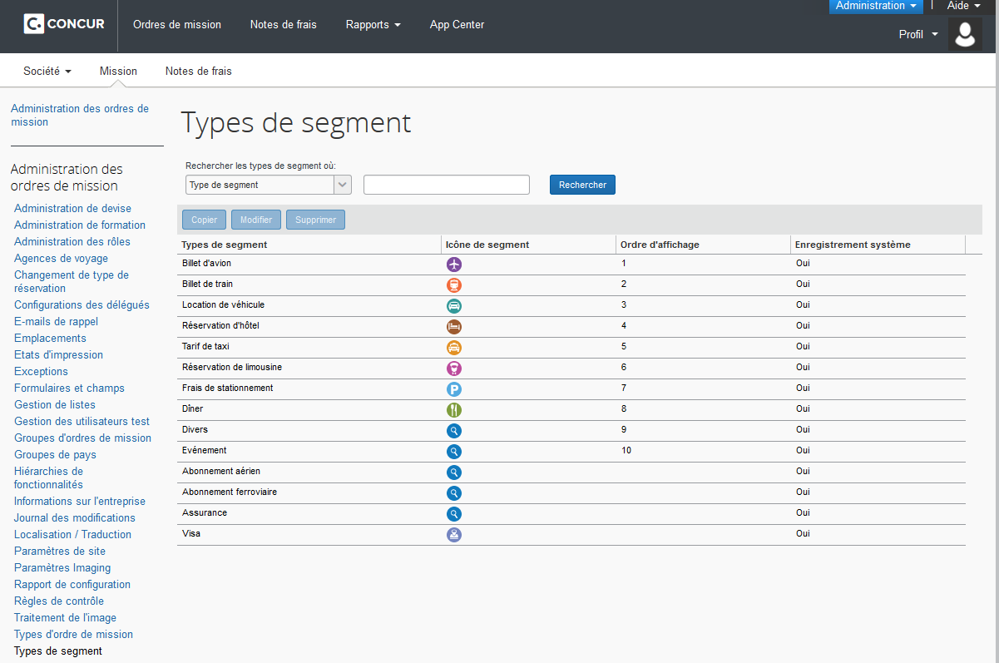 Administration
Aide
C. CONCUR
Ordres de mission
Notes de frais
Rapports
App Center
Profil
Société
Mission
Notes de frais
Administration des ordres de
mission
Types de segment
Administration des
ordres de mission
Administration de devise
Administration de formation
Administration des rôles
Agences de voyage
Changement de type de
réservation
Configurations des délégués
E-mails de rappel
Emplacements
Etats d'impression
Exceptions
Formulaires et champs
Gestion de listes
Gestion des utilisateurs test
Groupes d'ordres de mission
Groupes de pays
Hiérarchies de
fonctionnalités
Informations sur l'entreprise
Journal des modifications
Localisation / Traduction
Paramètres de site
Paramètres Imaging
Rapport de configuration
Règles de contrôle
Traitement de l'image
Types d'ordre de mission
Types de segment
Rechercher les types de segment où:
Type de segment
Rechercher
Copier
Modifier
Supprimer
Types de segment Icône de segment Ordre d'affichage Enregistrement système
Billet d'avion 1 Oui
Billet de train 2 Oui
Location de véhicule 3 Oui
Réservation d'hôtel 4 Oui
Tarif de taxi 5 Oui
Réservation de limousine 6 Oui
Frais de stationnement P 7 Oui
Dîner 8 Oui
Divers 9 Oui
Evénement 10 Oui
Abonnement aérien Oui
Abonnement ferroviaire Oui
Assurance Oui
Visa Oui